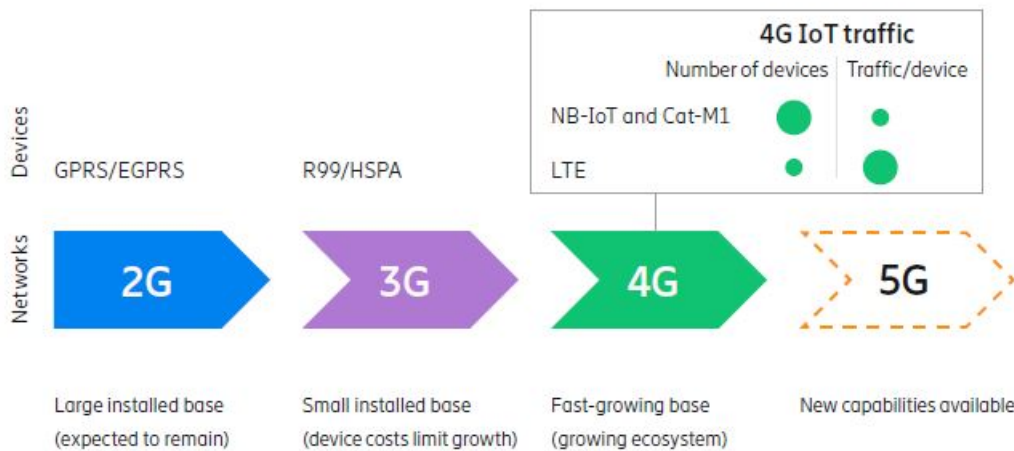 4G IoT traffic
Number of devices Traffic/device
NB-IoT and Cat-M1
LTE
Devices
GPRS/EGPRS
R99/HSPA
Networks
2G
3G
4G
5G
Large installed base
(expected to remain)
Small installed base
(device costs limit growth)
Fast-growing base
(growing ecosystem)
New capabilities available